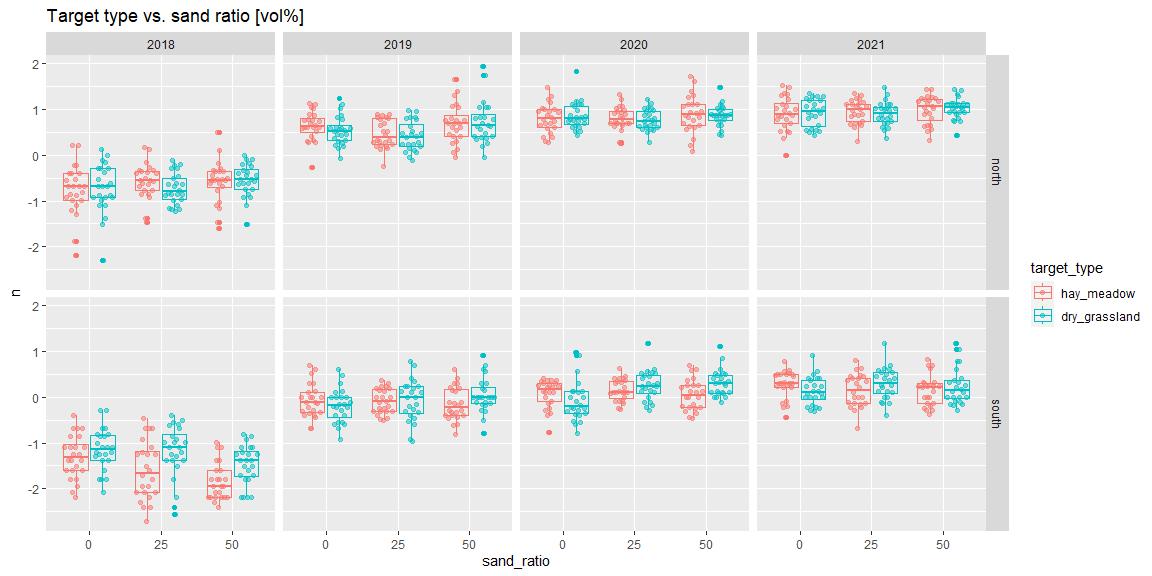 Target type vs. sand ratio [vol%]
2018 2019 2020 2021
2
1
0
-1
-2
north
n
2
1
0
-1
-2
south
0 25 50 0 25 50 0 25 50 0 25 50
sand_ratio
target_type
hay_meadow
dry_grassland